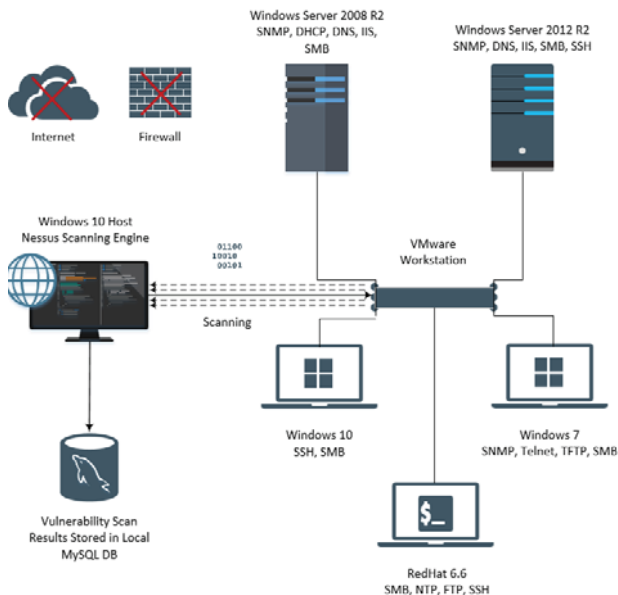 Windows Server 2008 R2
SNMP, DHCP, DNS, IIS,
SMB
Windows Server 2012 R2
SNMP, DNS, IIS, SMB, SSH
Internet
Firewall
Windows 10 Host
Nessus Scanning Engine
01100
10010
00101
VMware
Workstation
Scanning
Windows 10
SSH, SMB
Windows 7
SNMP, Telnet, TFTP, SMB
Vulnerability Scan
Results Stored in Local
MySQL DB
$_
RedHat 6.6
SMB, NTP, FTP, SSH